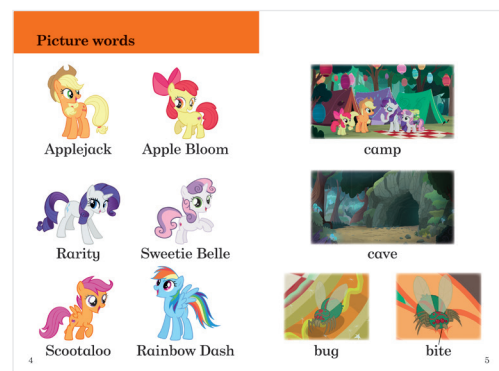 Picture words
Applejack Apple Bloom
Rarity Sweetie Belle
Scootaloo Rainbow Dash
4
camp
cave
bug bite
5